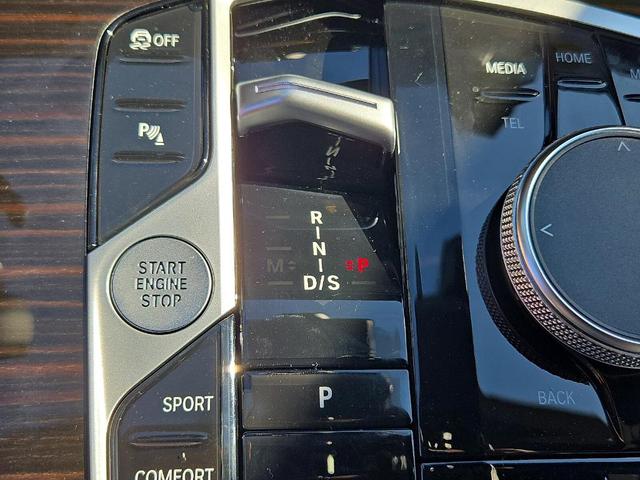 OFF
P
START
ENGINE
STOP
SPORT
COMFORT
R
N
M
D/S
P
P
MEDIA
HOME
M
TEL
BACK